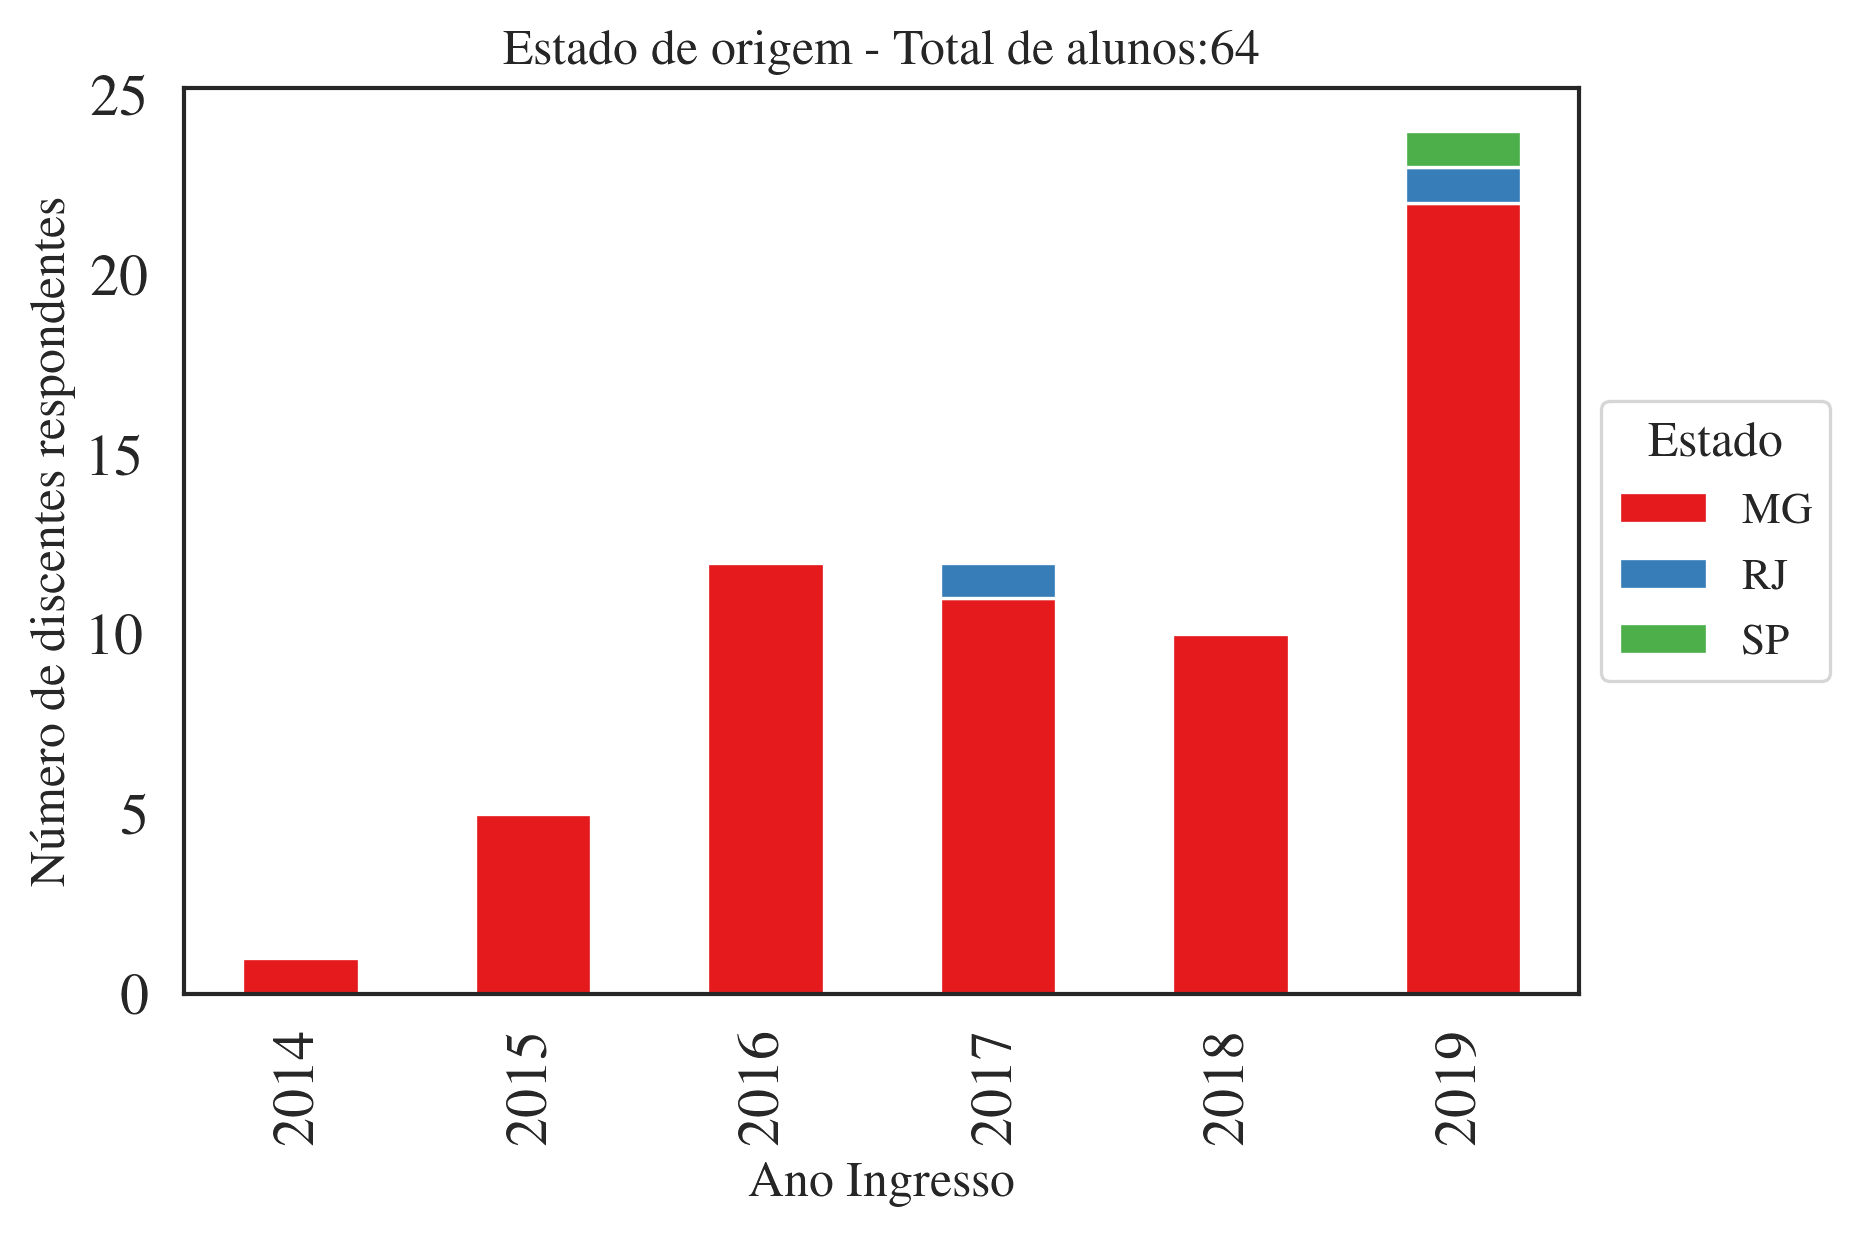 Estado de origem - Total de alunos:64
Número de discentes respondentes
25
20
15
10
5
0
2014
2015
2016
2017
2018
2019
Ano Ingresso
Estado
MG
RJ
SP